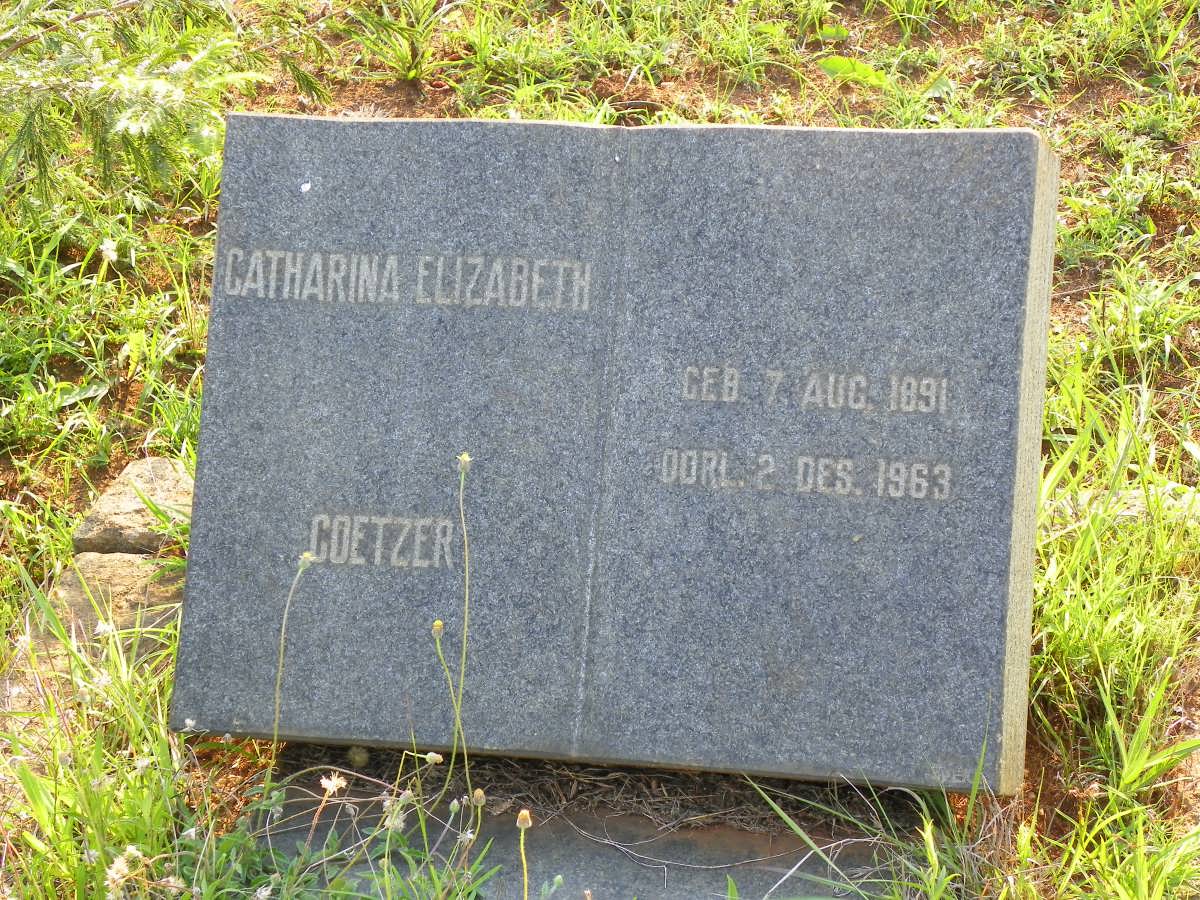 CATHARINA ELIZABETH
COETZER
GEB. 7. AUG. 1891
OORL. 2. DES. 1963